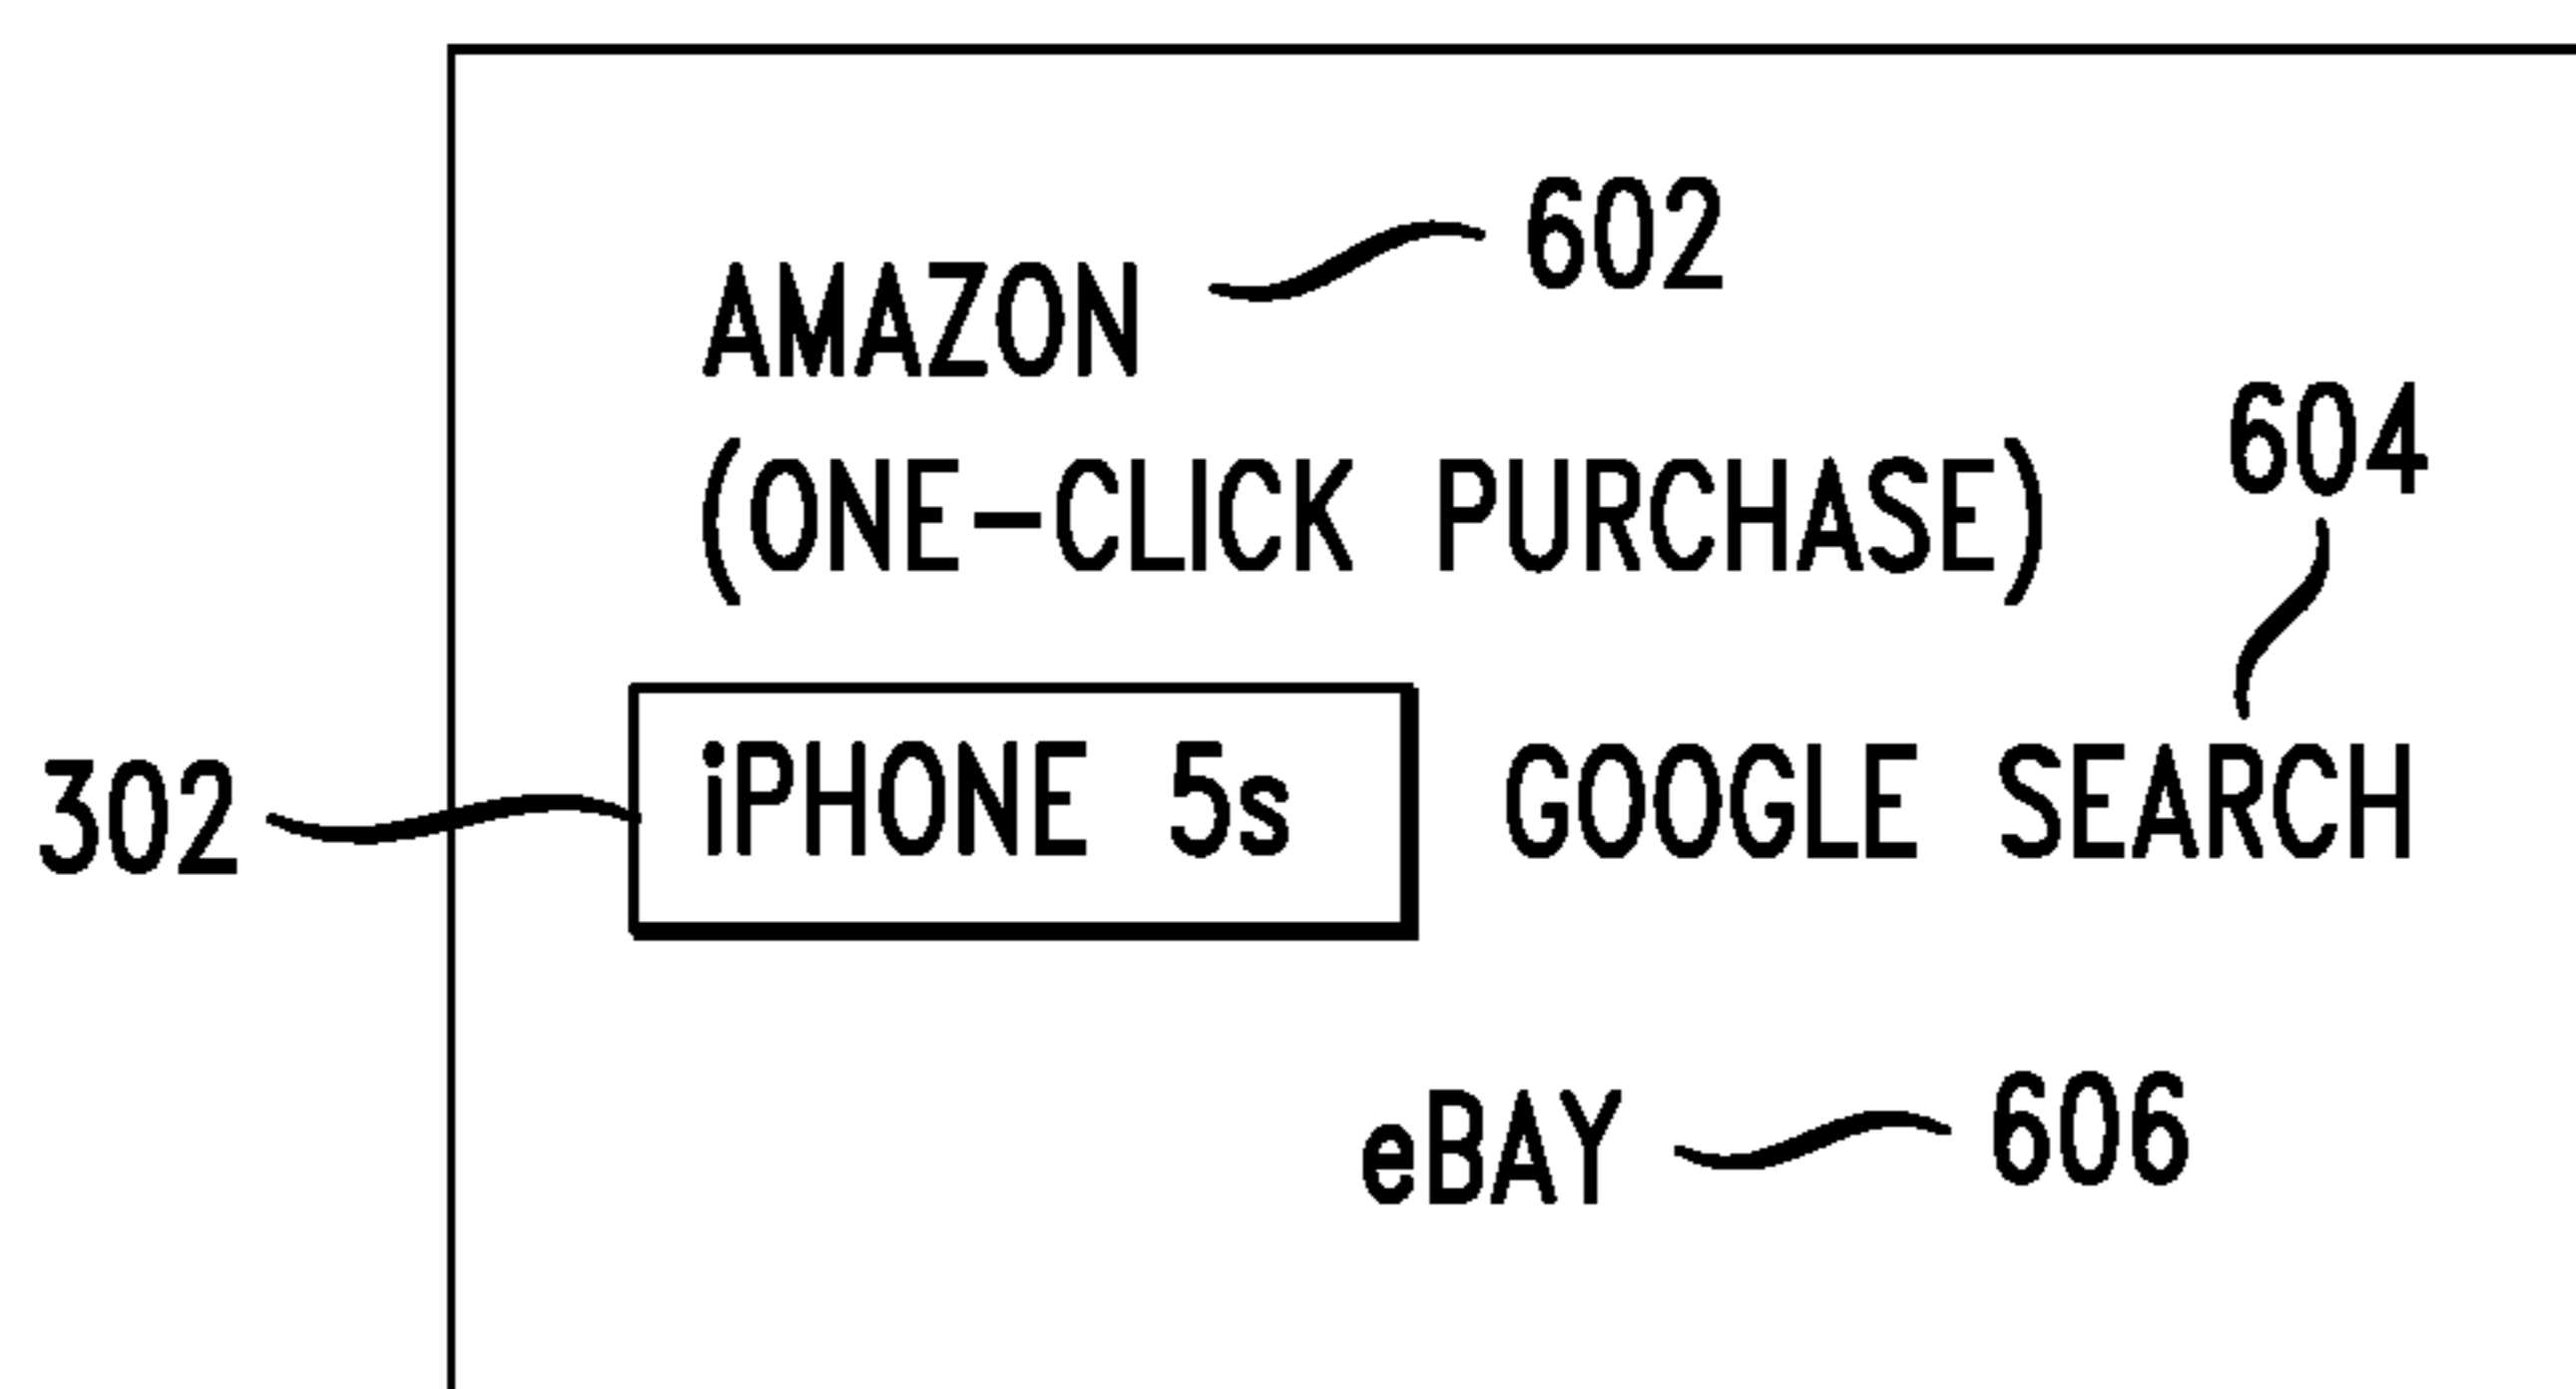 602
AMAZON
(ONE-CLICK PURCHASE)
604
302
iPHONE 5s
GOOGLE SEARCH
eBAY
606